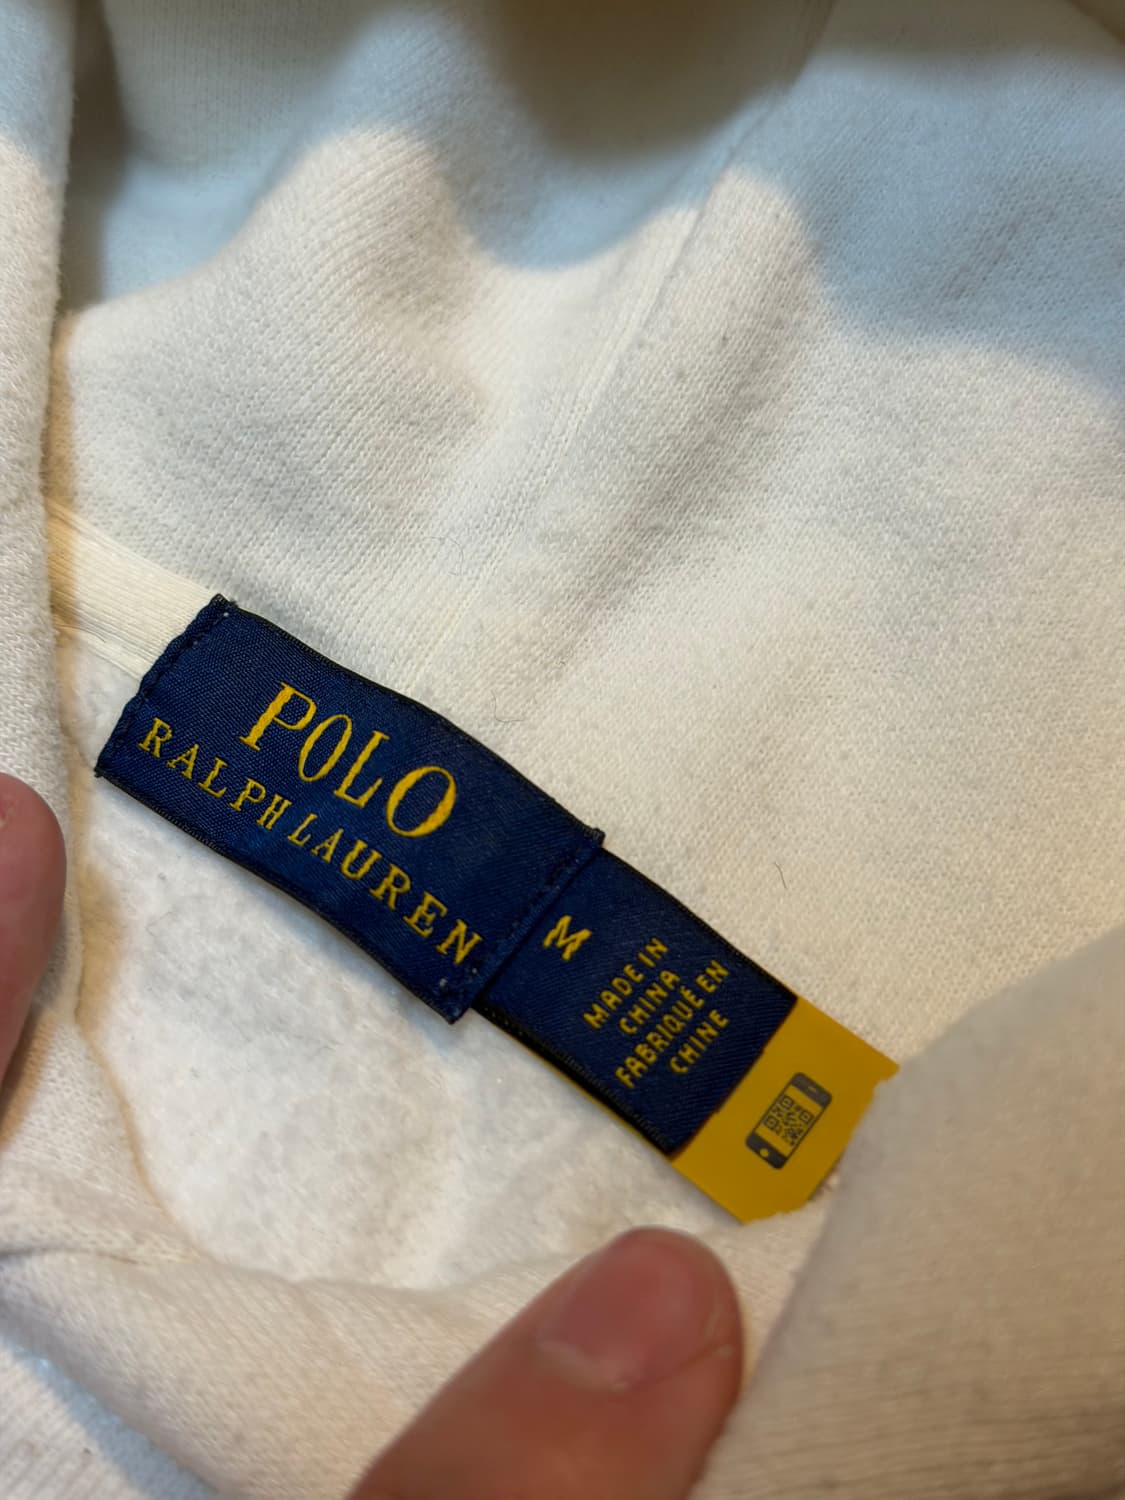 POLO
RALPH LAUREN
M
MADE IN
CHINA
FABRIQUÉ EN
CHINE